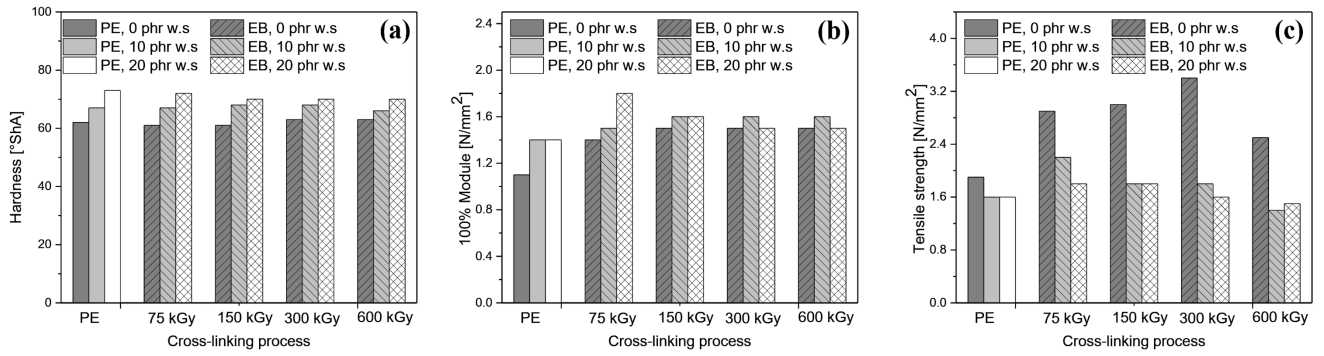 (a)
PE, 0 phr w.s
EB, 0 phr w.s
PE, 10 phr w.s
EB, 10 phr w.s
PE, 20 phr w.s
EB, 20 phr w.s
100
80
60
40
20
0
Hardness [°ShA]
PE
75 kGy
150 kGy
300 kGy
600 kGy
Cross-linking process
(b)
PE, 0 phr w.s
EB, 0 phr w.s
PE, 10 phr w.s
EB, 10 phr w.s
PE, 20 phr w.s
EB, 20 phr w.s
2.4
2.0
1.6
1.2
0.8
0.4
0.0
100% Module [N/mm²]
PE
75 kGy
150 kGy
300 kGy
600 kGy
Cross-linking process
(c)
PE, 0 phr w.s
EB, 0 phr w.s
PE, 10 phr w.s
EB, 10 phr w.s
PE, 20 phr w.s
EB, 20 phr w.s
4.0
3.2
2.4
1.6
0.8
0.0
Tensile strength [N/mm²]
PE
75 kGy
150 kGy
300 kGy
600 kGy
Cross-linking process